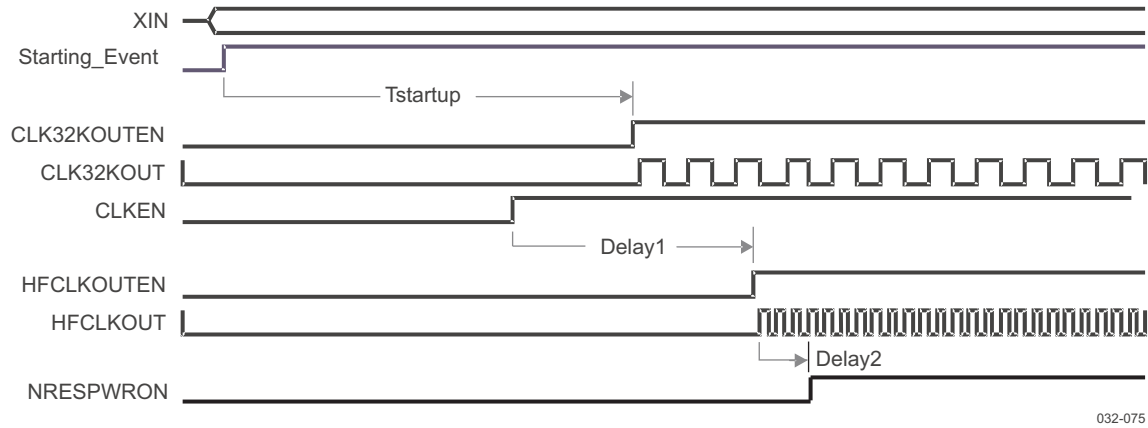 XIN
Starting_Event
Tstartup
CLK32KOUTEN
CLK32KOUT
CLKEN
Delay1
HFCLKOUTEN
HFCLKOUT
Delay2
NRESPWRON
032-075